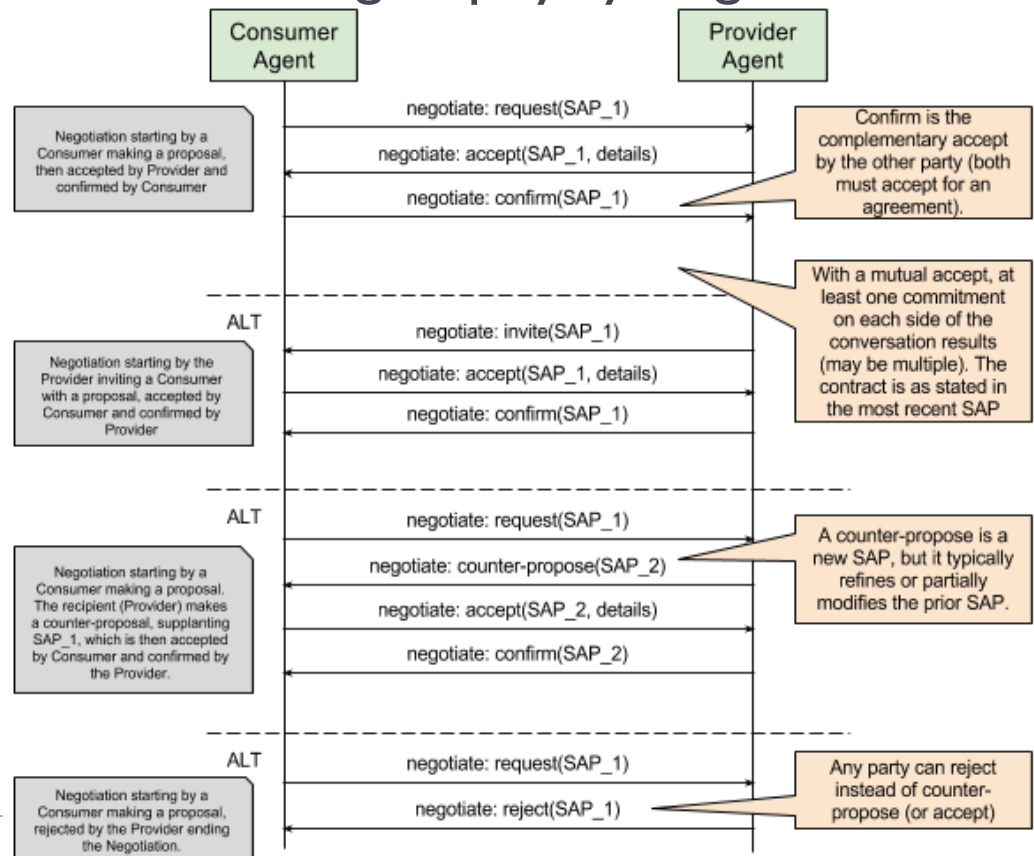 Consumer
Agent
Provider
Agent
negotiate: request(SAP_1)
negotiate: accept(SAP_1, details)
negotiate: confirm(SAP_1)
Negotiation starting by a
Consumer making a proposal,
then accepted by Provider and
confirmed by Consumer
Confirm is the
complementary accept
by the other party (both
must accept for an
agreement).
With a mutual accept, at
least one commitment
on each side of the
conversation results
(may be multiple). The
contract is as stated in
the most recent SAP
ALT
negotiate: invite(SAP_1)
negotiate: accept(SAP_1, details)
negotiate: confirm(SAP_1)
Negotiation starting by the
Provider inviting a Consumer
with a proposal, accepted by
Consumer and confirmed by
Provider
ALT
negotiate: request(SAP_1)
negotiate: counter-propose(SAP_2)
negotiate: accept(SAP_2, details)
negotiate: confirm(SAP_2)
Negotiation starting by a
Consumer making a proposal.
The recipient (Provider) makes
a counter-proposal, supplanting
SAP_1, which is then accepted
by Consumer and confirmed by
the Provider.
A counter-propose is a
new SAP, but it typically
refines or partially
modifies the prior SAP.
ALT
negotiate: request(SAP_1)
negotiate: reject(SAP_1)
Negotiation starting by a
Consumer making a proposal,
rejected by the Provider ending
the Negotiation.
Any party can reject
instead of counter-
propose (or accept)